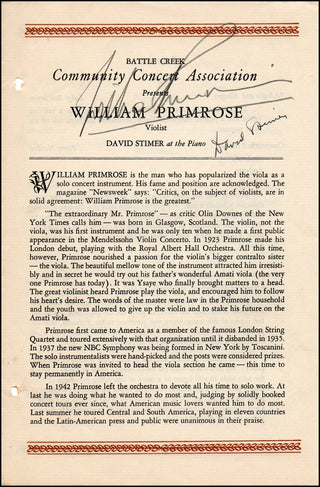 BATTLE CREEK
Community Concert Association
Presents
WILLIAM PRIMROSE
Violist
DAVID STIMER at the Piano
David Stimer
WILLIAM PRIMROSE is the man who has popularized the viola as a
solo concert instrument. His fame and position are acknowledged. The
magazine "Newsweek" says: "Critics, on the subject of violists, are in
solid agreement: William Primrose is the greatest."
"The extraordinary Mr. Primrose" — as critic Olin Downes of the New
York Times calls him — was born in Glasgow, Scotland. The violin, not the
viola, was his first instrument and he was only ten when he made a first public
appearance in the Mendelssohn Violin Concerto. In 1923 Primrose made his
London debut, playing with the Royal Albert Hall Orchestra. All this time,
however, Primrose nourished a passion for the violin's bigger contralto sister
— the viola. The beautiful mellow tone of the instrument attracted him irresisti-
bly and in secret he would try out his father's wonderful Amati viola (the very
one Primrose has today). It was Ysaye who finally brought matters to a head.
The great violinist heard Primrose play the viola, and encouraged him to follow
his heart's desire. The words of the master were law in the Primrose household
and the youth was allowed to give up the violin and to stake his future on the
Amati viola.
Primrose first came to America as a member of the famous London String
Quartet and toured extensively with that organization until it disbanded in 1935.
In 1937 the new NBC Symphony was being formed in New York by Toscanini.
The solo instrumentalists were hand-picked and the posts were considered prizes.
When Primrose was invited to head the viola section he came — this time to
stay permanently in America.
In 1942 Primrose left the orchestra to devote all his time to solo work. At
last he was doing what he wanted to do most and, judging by solidly booked
concert tours ever since, what American music lovers wanted him to do most.
Last summer he toured Central and South America, playing in eleven countries
and the Latin-American press and public were unanimous in their praise.